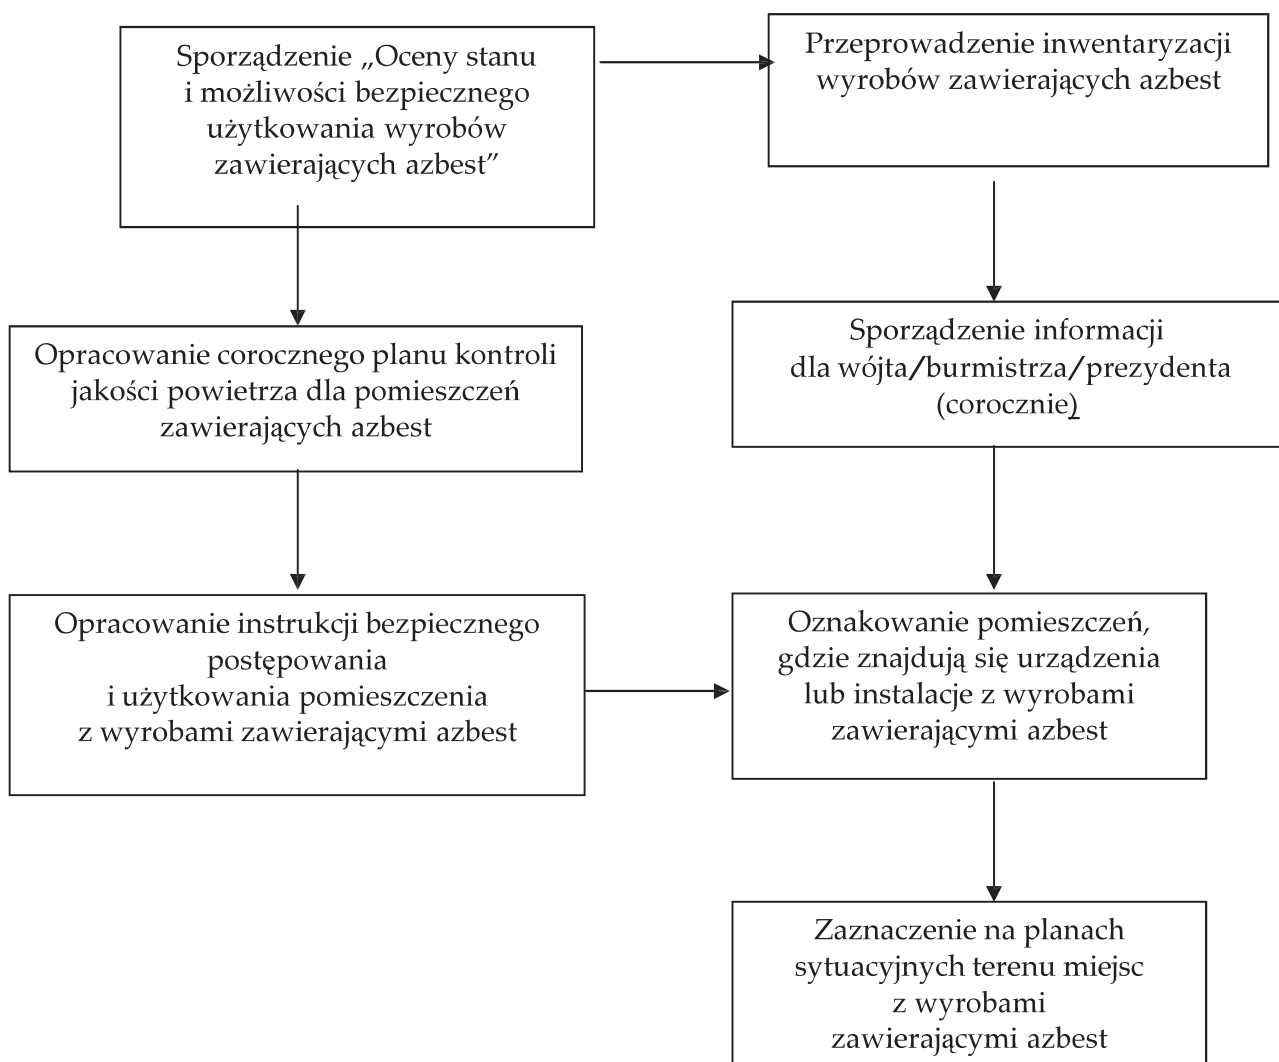 Sporządzenie „Oceny stanu
i możliwości bezpiecznego
użytkowania wyrobów
zawierających azbest”
Przeprowadzenie inwentaryzacji
wyrobów zawierających azbest
Opracowanie corocznego planu kontroli
jakości powietrza dla pomieszczeń
zawierających azbest
Sporządzenie informacji
dla wójta/burmistrza/prezydenta
(corocznie)
Opracowanie instrukcji bezpiecznego
postępowania
i użytkowania pomieszczenia
z wyrobami zawierającymi azbest
Oznakowanie pomieszczeń,
gdzie znajdują się urządzenia
lub instalacje z wyrobami
zawierającymi azbest
Zaznaczenie na planach
sytuacyjnych terenu miejsc
z wyrobami
zawierającymi azbest